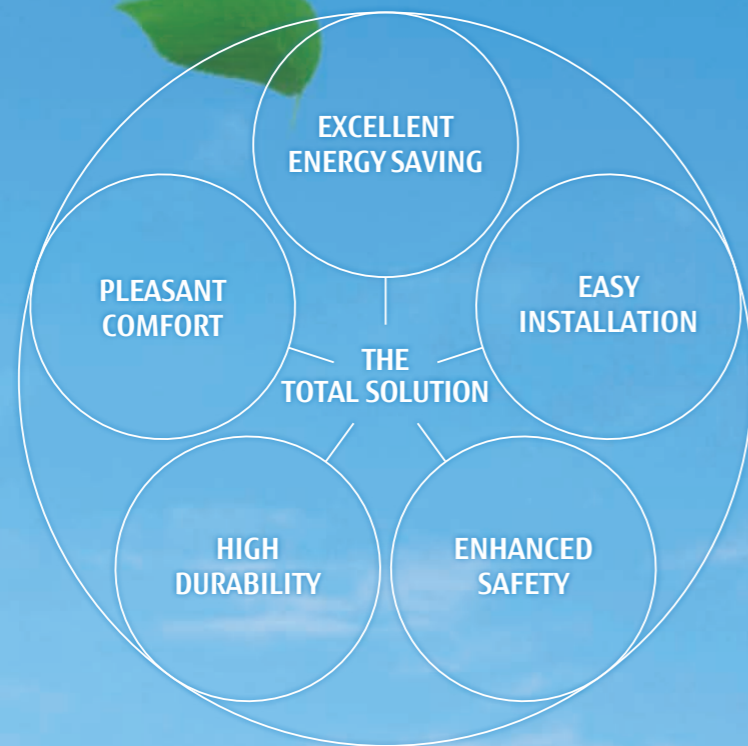 EXCELLENT
ENERGY SAVING
PLEASANT
COMFORT
EASY
INSTALLATION
THE
TOTAL SOLUTION
HIGH
DURABILITY
ENHANCED
SAFETY